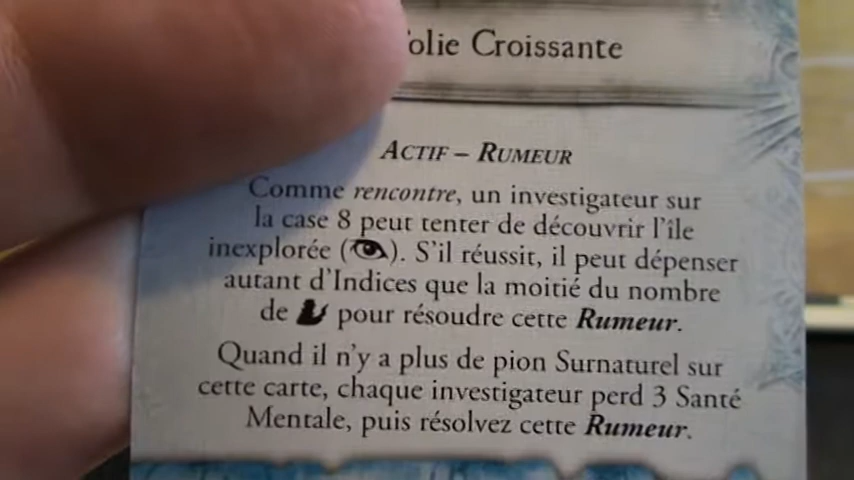 olie Croissante
ACTIF – RUMEUR
Comme rencontre, un investigateur sur
la case 8 peut tenter de découvrir l'île
inexplorée ( ). S'il réussit, il peut dépenser
autant d'Indices que la moitié du nombre
de pour résoudre cette Rumeur.
Quand il n'y a plus de pion Surnaturel sur
cette carte, chaque investigateur perd 3 Santé
Mentale, puis résolvez cette Rumeur.